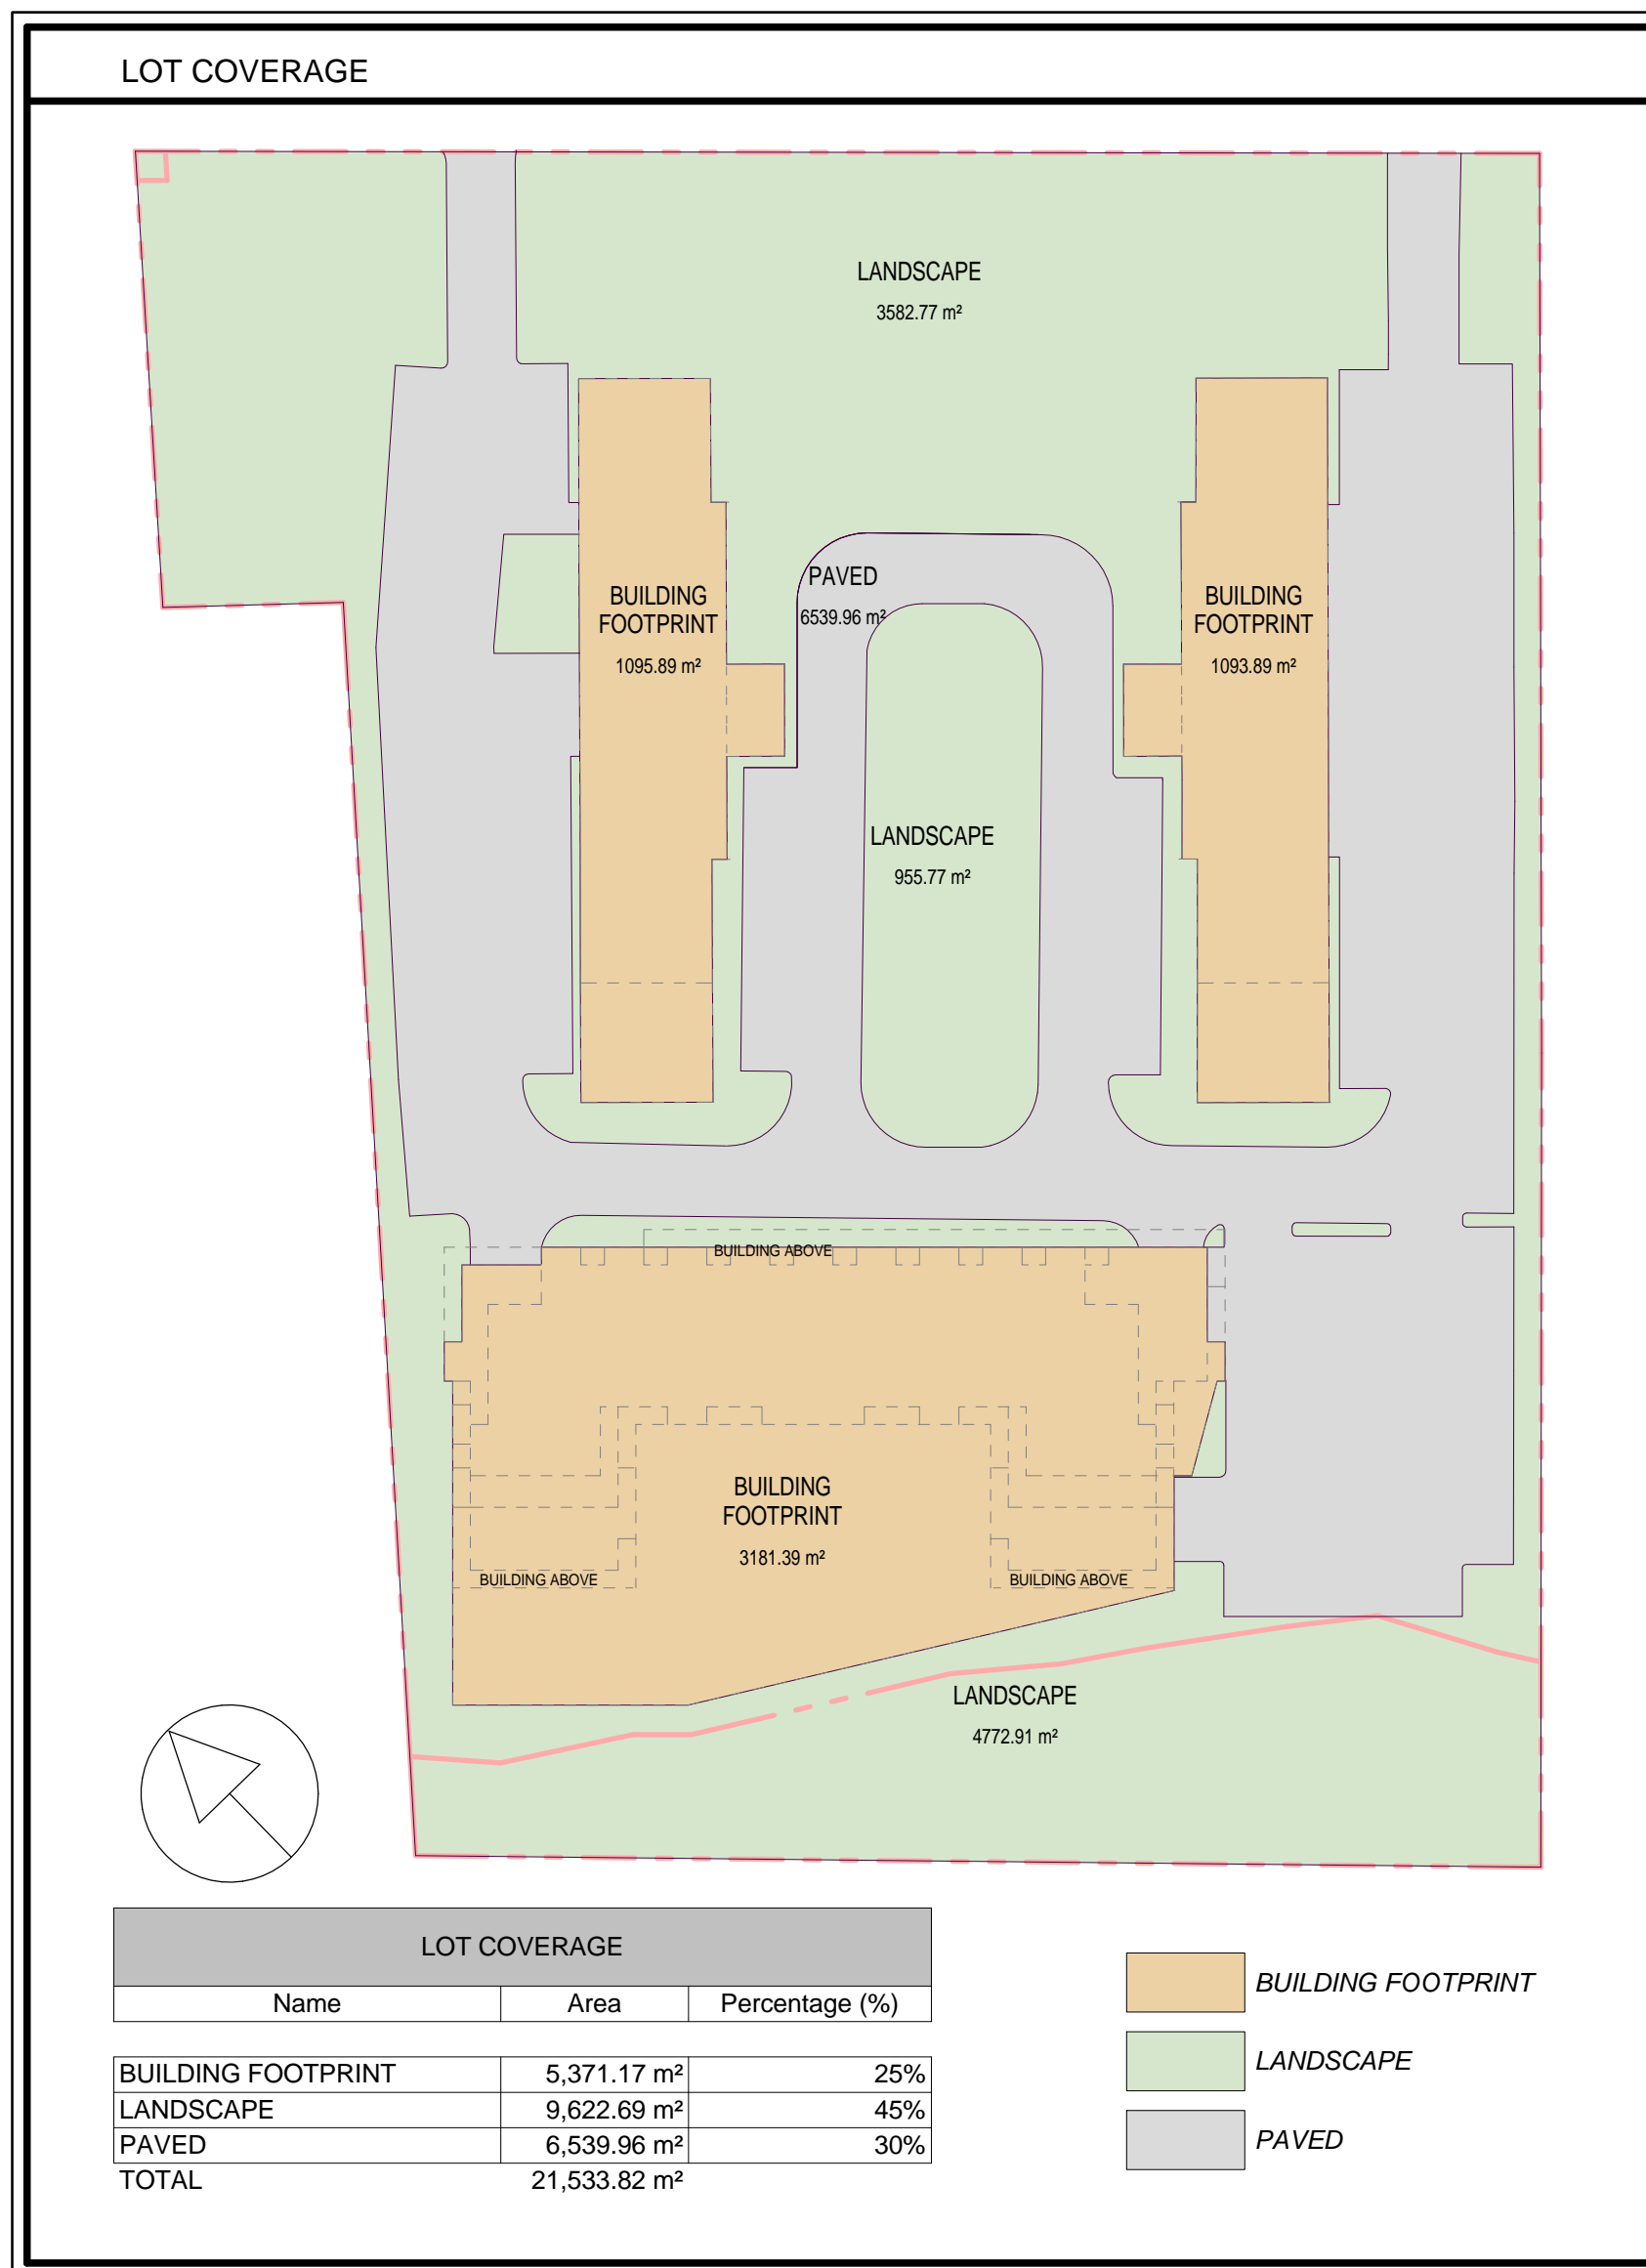 LOT COVERAGE
LANDSCAPE
3582.77 m²
PAVED
6539.96 m²
BUILDING
FOOTPRINT
1095.89 m²
BUILDING
FOOTPRINT
1093.89 m²
LANDSCAPE
955.77 m²
BUILDING ABOVE
BUILDING
FOOTPRINT
3181.39 m²
BUILDING ABOVE
BUILDING ABOVE
LANDSCAPE
4772.91 m²
LOT COVERAGE
Name Area Percentage (%)
BUILDING FOOTPRINT 5,371.17 m² 25%
LANDSCAPE 9,622.69 m² 45%
PAVED 6,539.96 m² 30%
TOTAL 21,533.82 m²
BUILDING FOOTPRINT
LANDSCAPE
PAVED